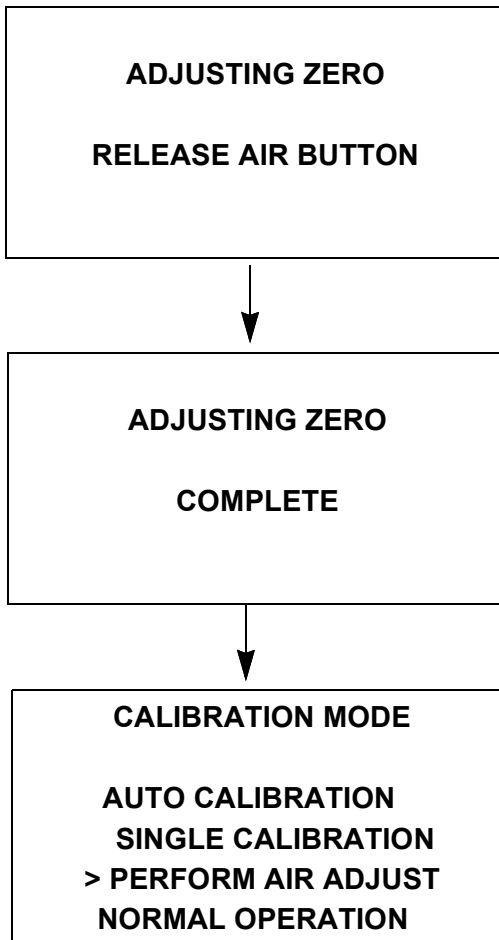 ADJUSTING ZERO
RELEASE AIR BUTTON
ADJUSTING ZERO
COMPLETE
CALIBRATION MODE
AUTO CALIBRATION
SINGLE CALIBRATION
> PERFORM AIR ADJUST
NORMAL OPERATION